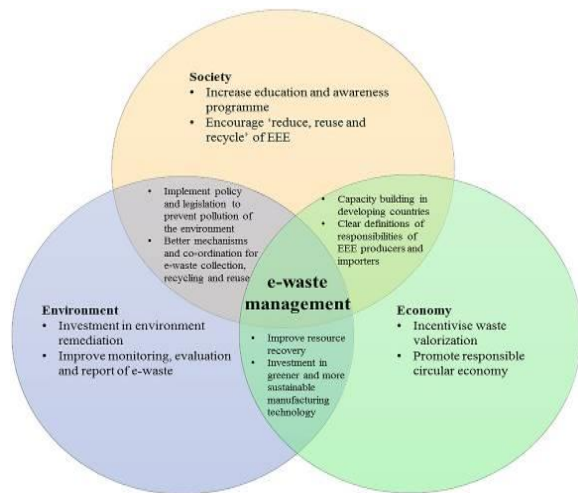 Society
• Increase education and awareness
programme
• Encourage ‘reduce, reuse and
recycle’ of EEE
• Implement policy
and legislation to
prevent pollution of
the environment
• Better mechanisms
and co-ordination for
e-waste collection,
recycling and reuse
• Capacity building in
developing countries
• Clear definitions of
responsibilities of
EEE producers and
importers
e-waste
management
Environment
• Investment in environment
remediation
• Improve monitoring, evaluation
and report of e-waste
• Improve resource
recovery
• Investment in
greener and more
sustainable
manufacturing
technology
Economy
• Incentivise waste
valorization
• Promote responsible
circular economy